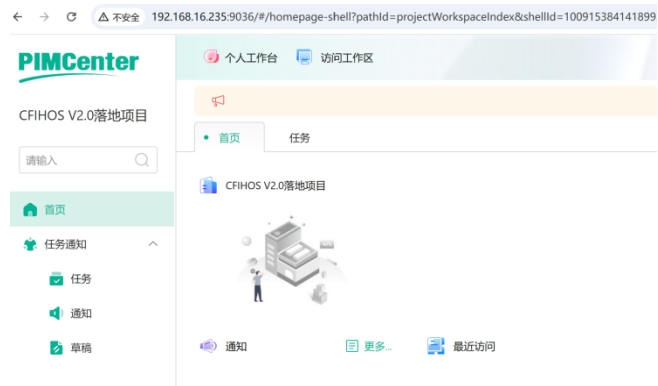 不安全 192.168.16.235:9036/#/homepage-shell?pathId=projectWorkspaceIndex&shellId=100915384141899
PIMCenter
个人工作台 访问工作区
CFIHOS V2.0落地项目
首页 任务
请输入
CFIHOS V2.0落地项目
首页
任务通知
任务
通知
草稿
通知 更多... 最近访问